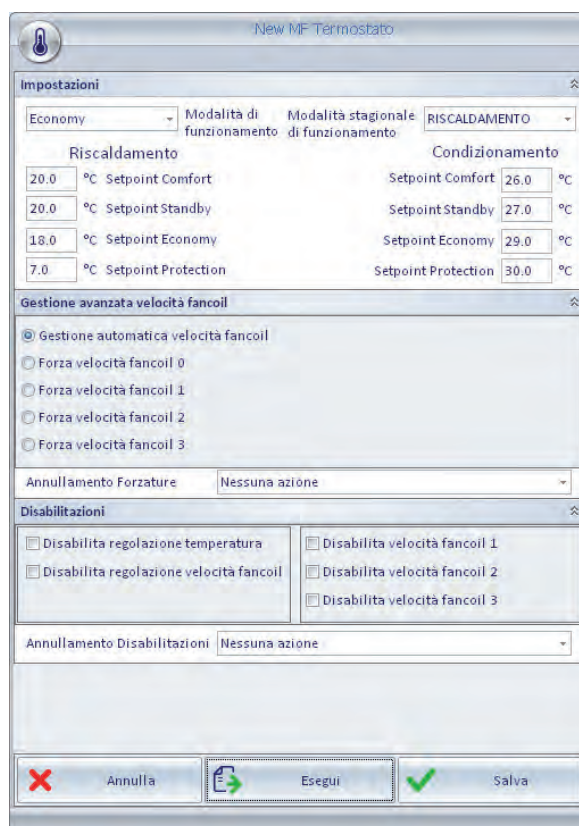 New MF Termostato
Impostazioni
Economy Modalità di funzionamento Modalità stagionale di funzionamento RISCALDAMENTO
Riscaldamento Condizionamento
20.0 °C Setpoint Comfort Setpoint Comfort 26.0 °C
20.0 °C Setpoint Standby Setpoint Standby 27.0 °C
18.0 °C Setpoint Economy Setpoint Economy 29.0 °C
7.0 °C Setpoint Protection Setpoint Protection 30.0 °C
Gestione avanzata velocità fancoil
Gestione automatica velocità fancoil
Forza velocità fancoil 0
Forza velocità fancoil 1
Forza velocità fancoil 2
Forza velocità fancoil 3
Annullamento Forzature Nessuna azione
Disabilitazioni
Disabilita regolazione temperatura Disabilita velocità fancoil 1
Disabilita regolazione velocità fancoil Disabilita velocità fancoil 2
Disabilita velocità fancoil 3
Annullamento Disabilitazioni Nessuna azione
Annulla Esegui Salva